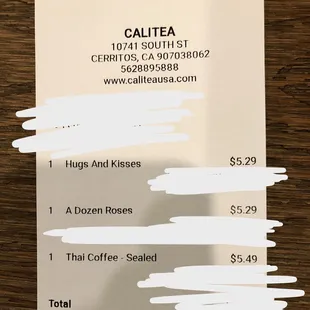 CALITEA
10741 SOUTH ST
CERRITOS, CA 907038062
5628895888
www.caliteausa.com
1 Hugs And Kisses $5.29
1 A Dozen Roses $5.29
1 Thai Coffee - Sealed $5.49
Total